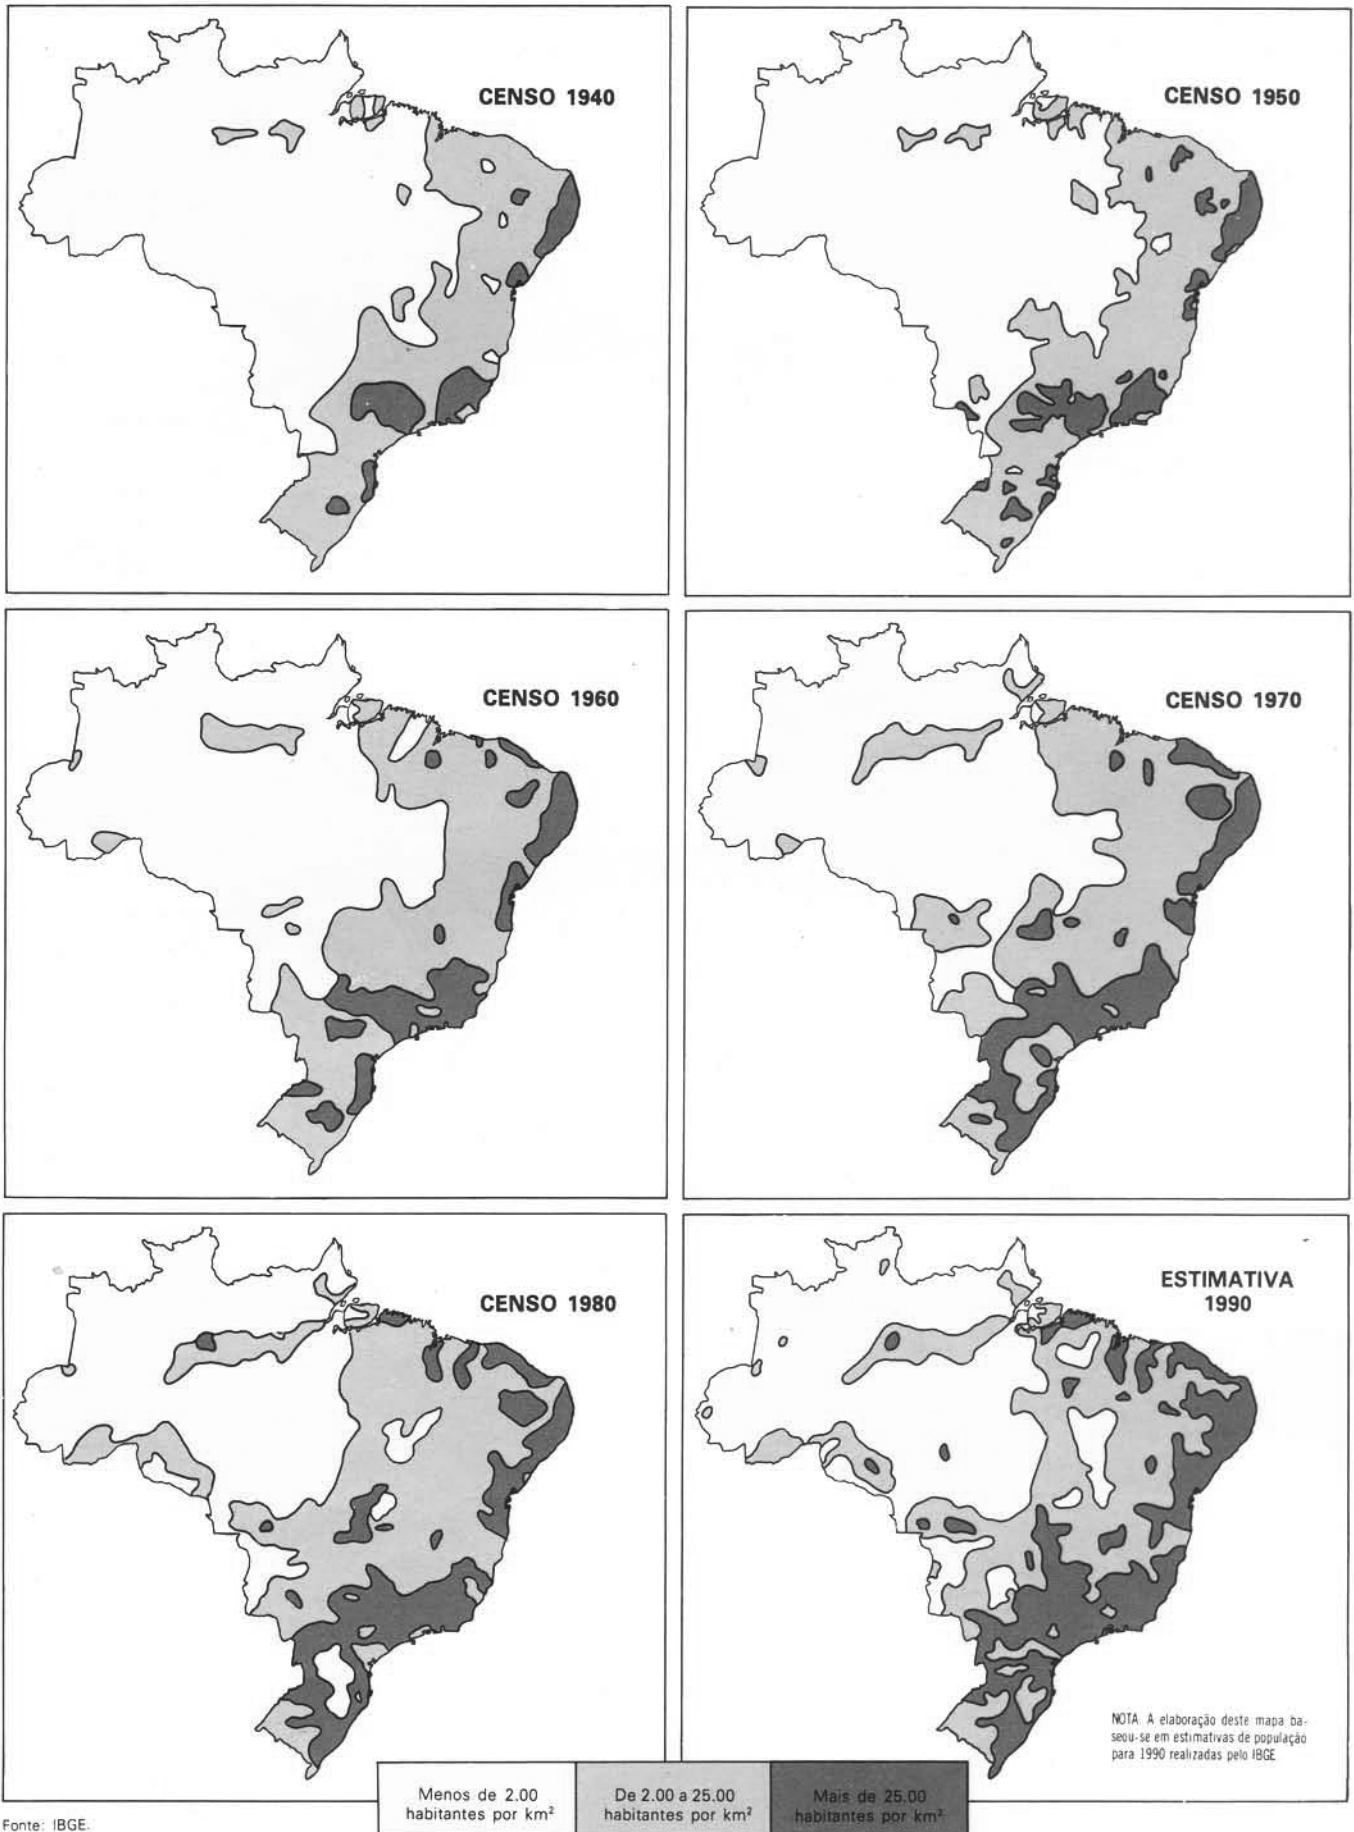 CENSO 1940
CENSO 1950
CENSO 1960
CENSO 1970
CENSO 1980
ESTIMATIVA
1990
NOTA A elaboração deste mapa ba-
seou-se em estimativas de população
para 1990 realizadas pelo IBGE
Menos de 2.00
habitantes por km²
De 2.00 a 25.00
habitantes por km²
Mais de 25.00
habitantes por km²
Fonte: IBGE.